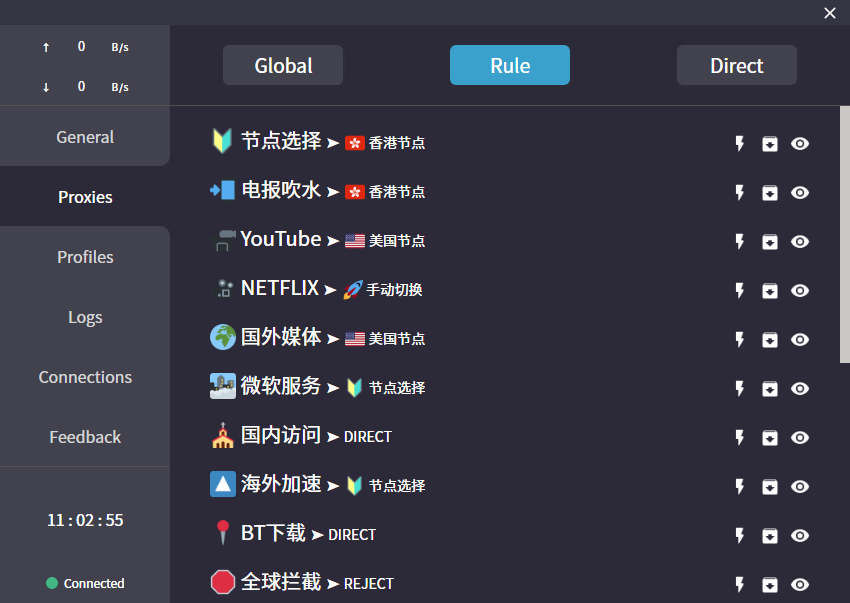 ↑ 0 B/s
↓ 0 B/s
General
Proxies
Profiles
Logs
Connections
Feedback
11 : 02 : 55
Connected
Global Rule Direct
节点选择 ➤ 香港节点
电报吹水 ➤ 香港节点
YouTube ➤ 美国节点
NETFLIX ➤ 手动切换
国外媒体 ➤ 美国节点
微软服务 ➤ 节点选择
国内访问 ➤ DIRECT
海外加速 ➤ 节点选择
BT下载 ➤ DIRECT
全球拦截 ➤ REJECT